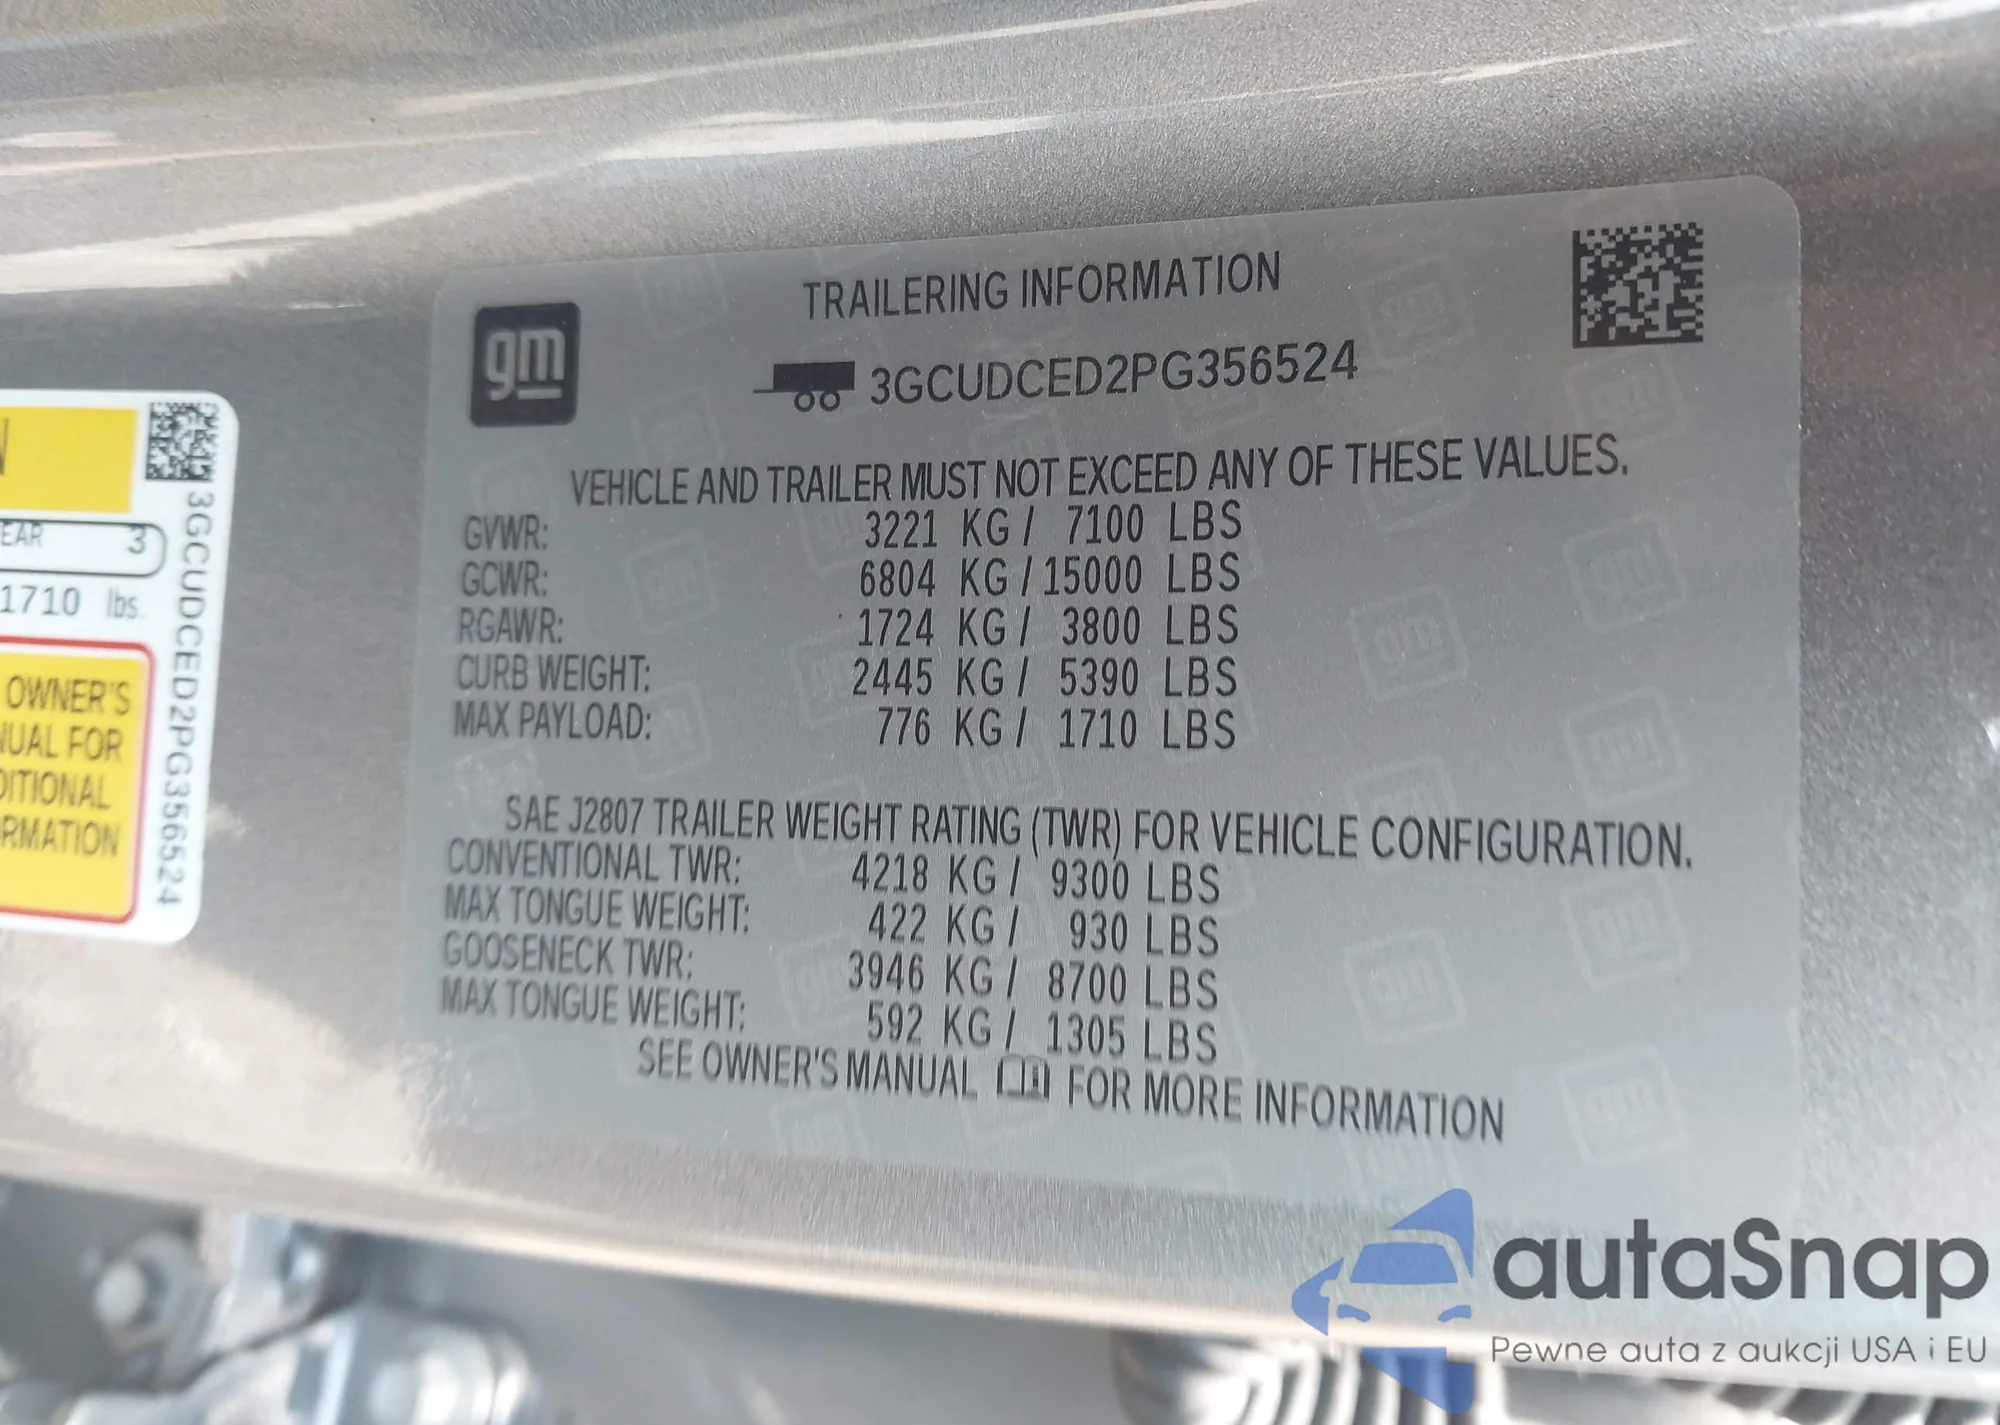 gm
TRAILERING INFORMATION
3GCUDCED2PG356524
VEHICLE AND TRAILER MUST NOT EXCEED ANY OF THESE VALUES.
GVWR: 3221 KG / 7100 LBS
GCWR: 6804 KG / 15000 LBS
RGAWR: 1724 KG / 3800 LBS
CURB WEIGHT: 2445 KG / 5390 LBS
MAX PAYLOAD: 776 KG / 1710 LBS
SAE J2807 TRAILER WEIGHT RATING (TWR) FOR VEHICLE CONFIGURATION.
CONVENTIONAL TWR: 4218 KG / 9300 LBS
MAX TONGUE WEIGHT: 422 KG / 930 LBS
GOOSENECK TWR: 3946 KG / 8700 LBS
MAX TONGUE WEIGHT: 592 KG / 1305 LBS
SEE OWNER'S MANUAL FOR MORE INFORMATION
3
1710 lbs.
OWNER'S
FOR
3GCUDCED2PG356524
autaSnap
Pewne auta z aukcji USA i EU